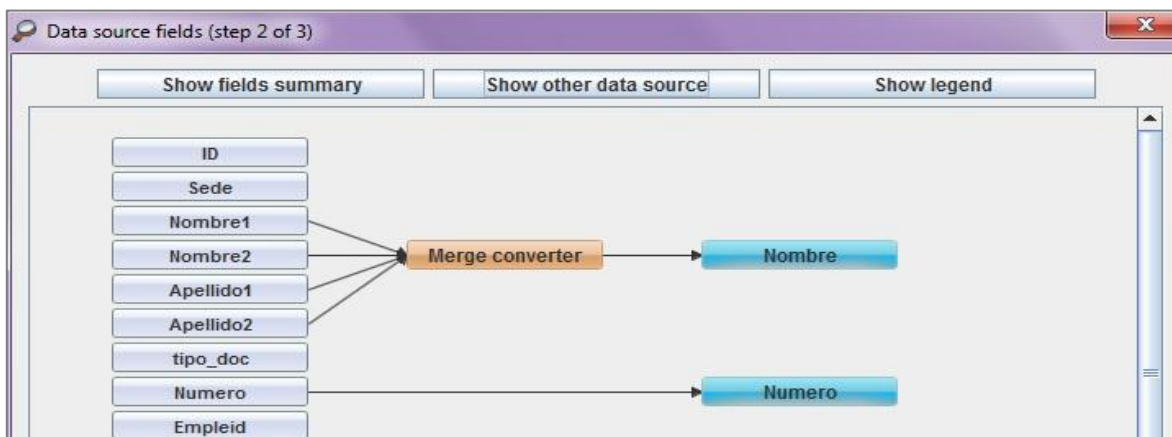 Data source fields (step 2 of 3)
Show fields summary Show other data source Show legend
ID
Sede
Nombre1
Nombre2 Merge converter Nombre
Apellido1
Apellido2
tipo_doc
Numero Numero
Empleid